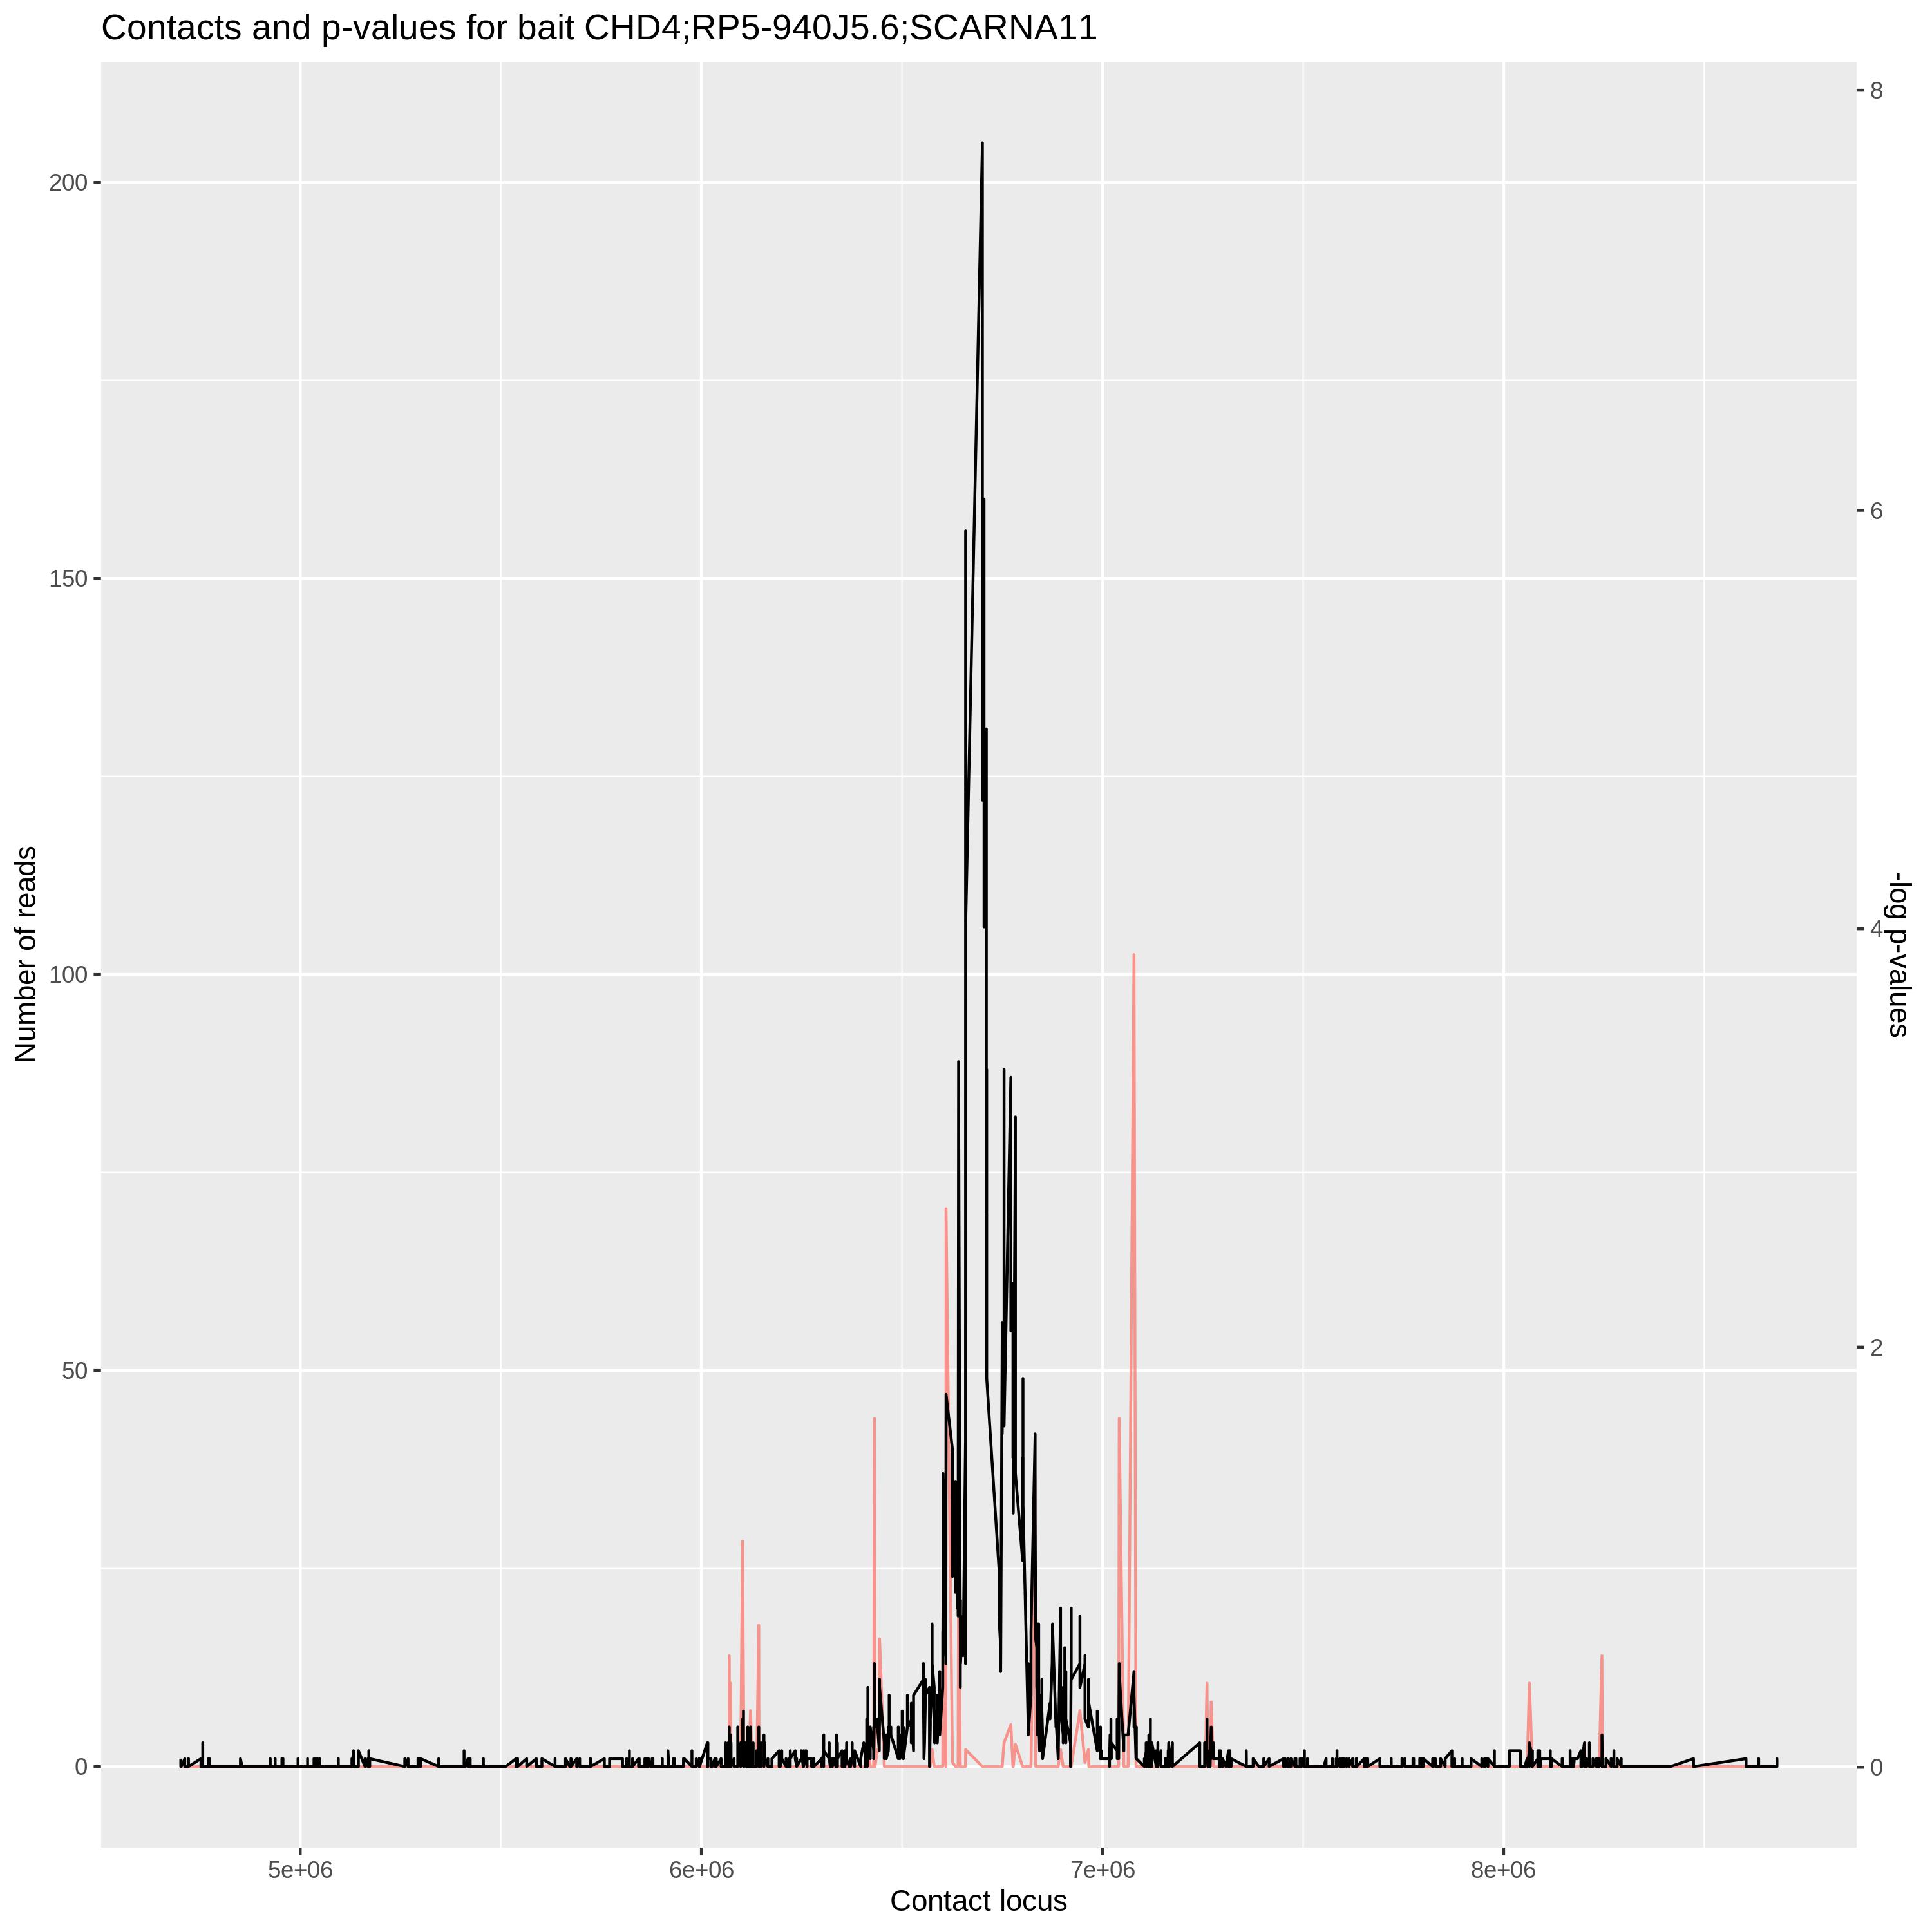 Contacts and p-values for bait CHD4;RP5-940J5.6;SCARNA11
200
150
100
50
0
Number of reads
8
6
4
2
0
-log p-values
5e+06
6e+06
7e+06
8e+06
Contact locus